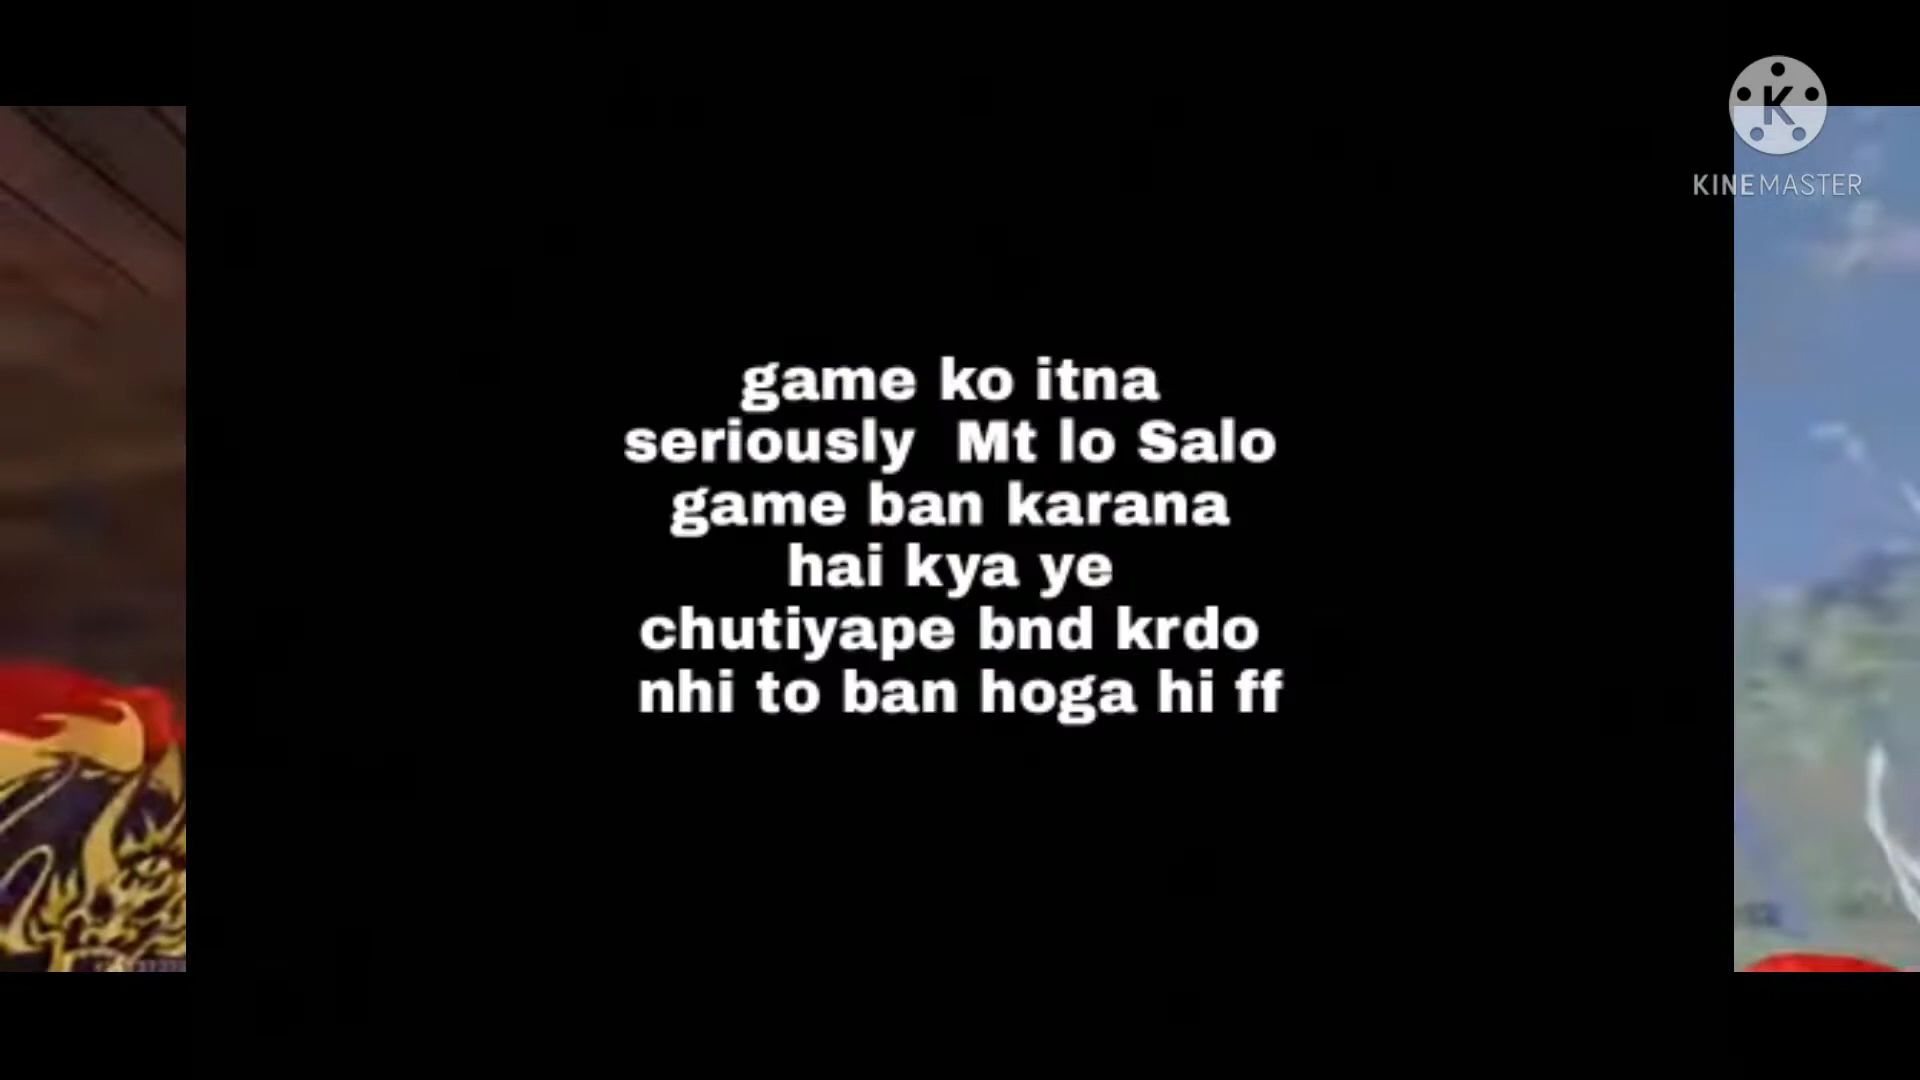 KINEMASTER
game ko itna
seriously Mt lo Salo
game ban karana
hai kya ye
chutiyape bnd krdo
nhi to ban hoga hi ff